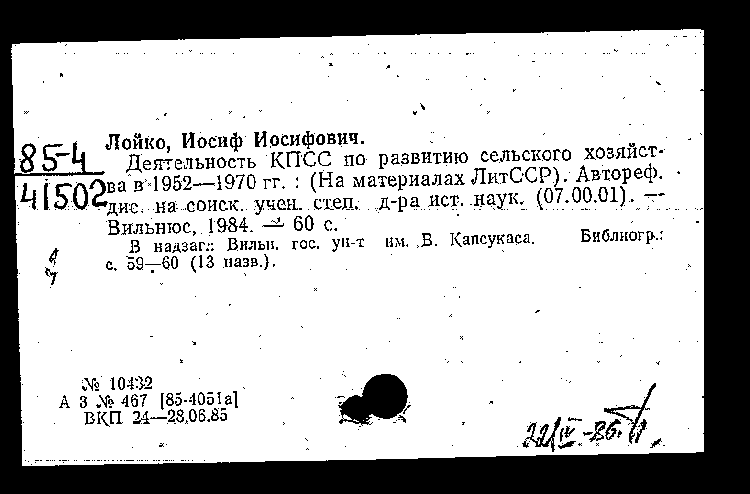 85-4
41502
Лойко, Иосиф Иосифович.
Деятельность КПСС по развитию сельского хозяйст-
ва в 1952—1970 гг. : (На материалах ЛитССР). Автореф.
дис. на соиск. учен. степ. д-ра ист. наук. (07.00.01). —
Вильнюс, 1984. — 60 с.
В надзаг.: Вильн. гос. ун-т им. В. Капсукаса. Библиогр.:
с. 59—60 (13 назв.).
№ 10432
А 3 № 467 [85-4051а]
ВКП 24—28.06.85